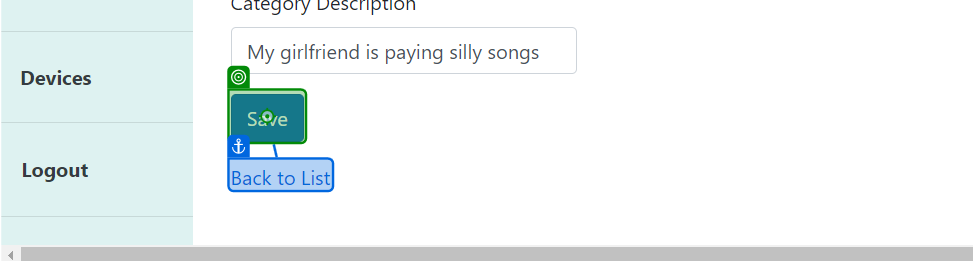 Category Description
My girlfriend is paying silly songs
Devices
Save
Logout
Back to List